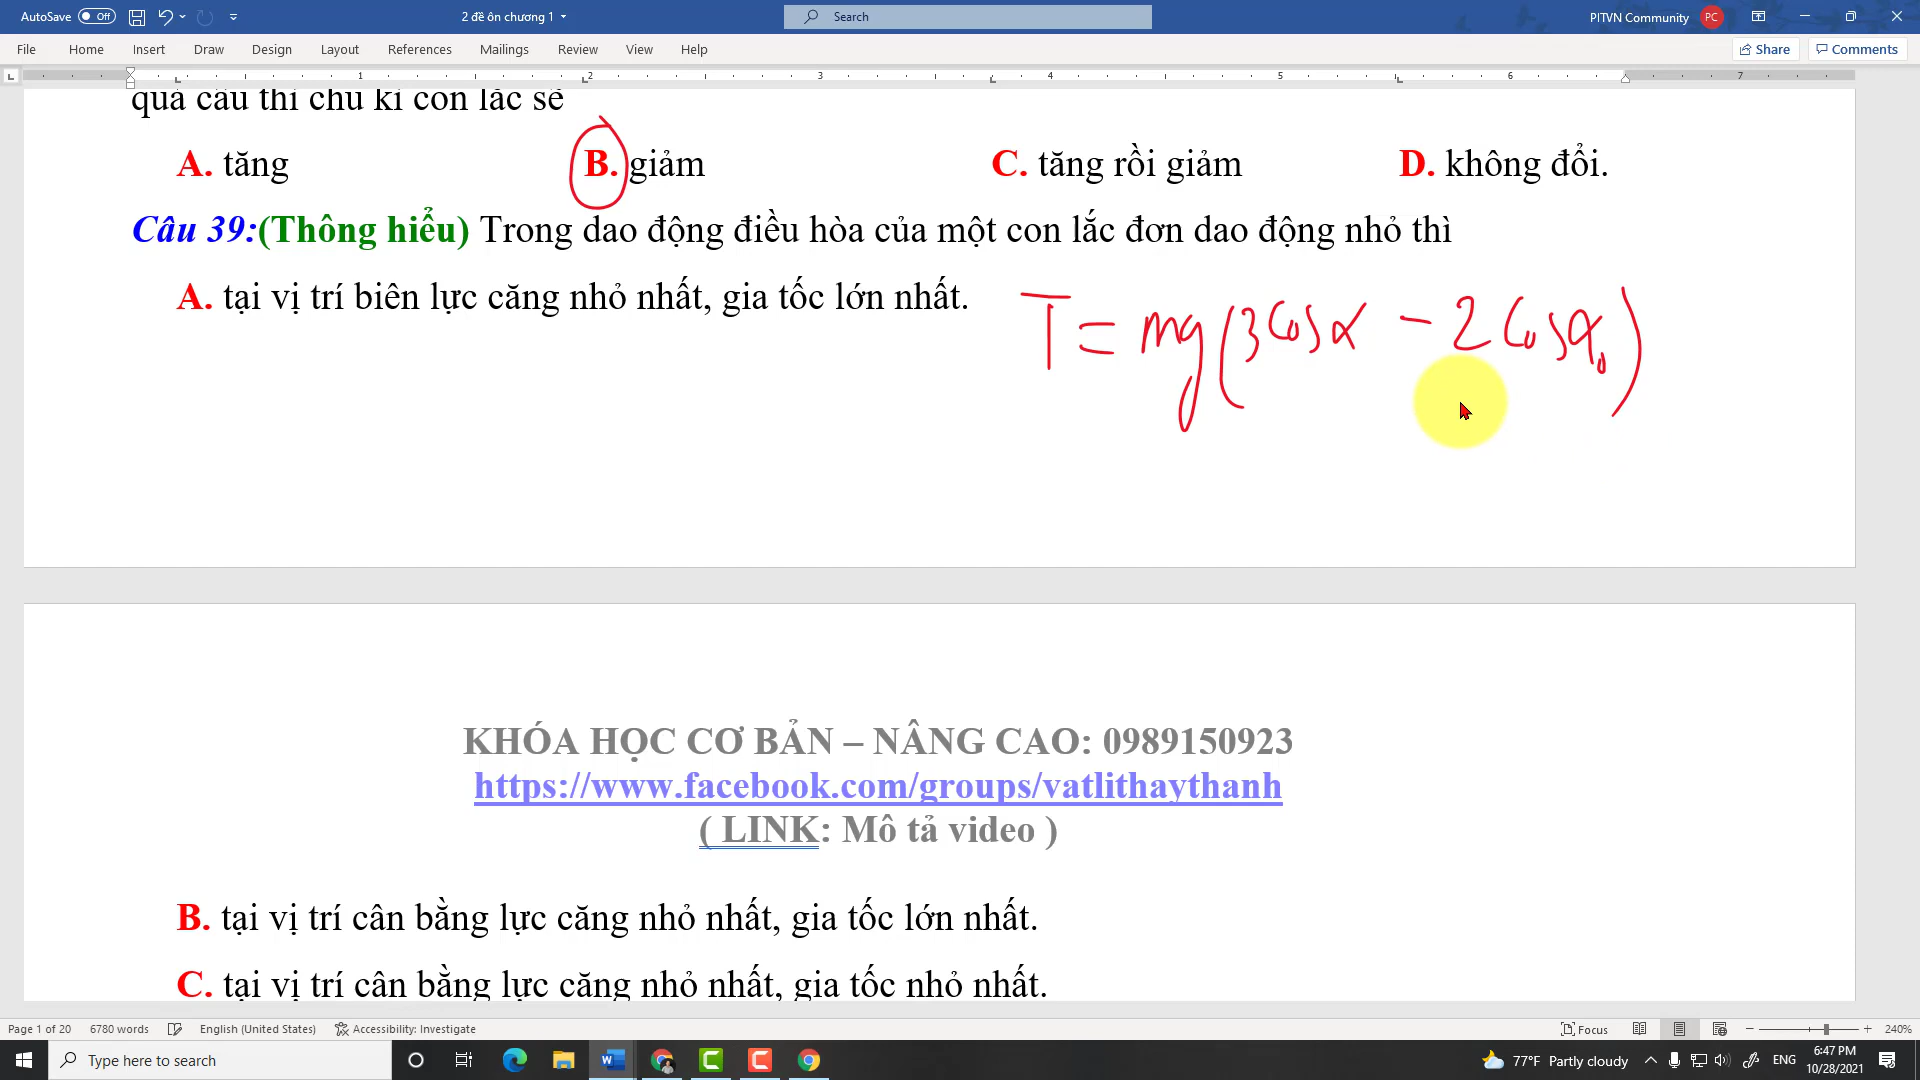 AutoSave Off 2 đề ôn chương 1 Search PITVN Community PC
File Home Insert Draw Design Layout References Mailings Review View Help Share Comments
1 2 3 4 5 6 7
quả cầu thì chu kì con lắc sẽ
A. tăng B. giảm C. tăng rồi giảm D. không đổi.
Câu 39:(Thông hiểu) Trong dao động điều hòa của một con lắc đơn dao động nhỏ thì
A. tại vị trí biên lực căng nhỏ nhất, gia tốc lớn nhất.
T = mg(3Cosα - 2Cosα₀)
KHÓA HỌC CƠ BẢN – NÂNG CAO: 0989150923
https://www.facebook.com/groups/vatlithaythanh
( LINK: Mô tả video )
B. tại vị trí cân bằng lực căng nhỏ nhất, gia tốc lớn nhất.
C. tại vị trí cân bằng lực căng nhỏ nhất, gia tốc nhỏ nhất.
Page 1 of 20 6780 words English (United States) Accessibility: Investigate Focus 240%
Type here to search 77°F Partly cloudy ENG 6:47 PM
10/28/2021